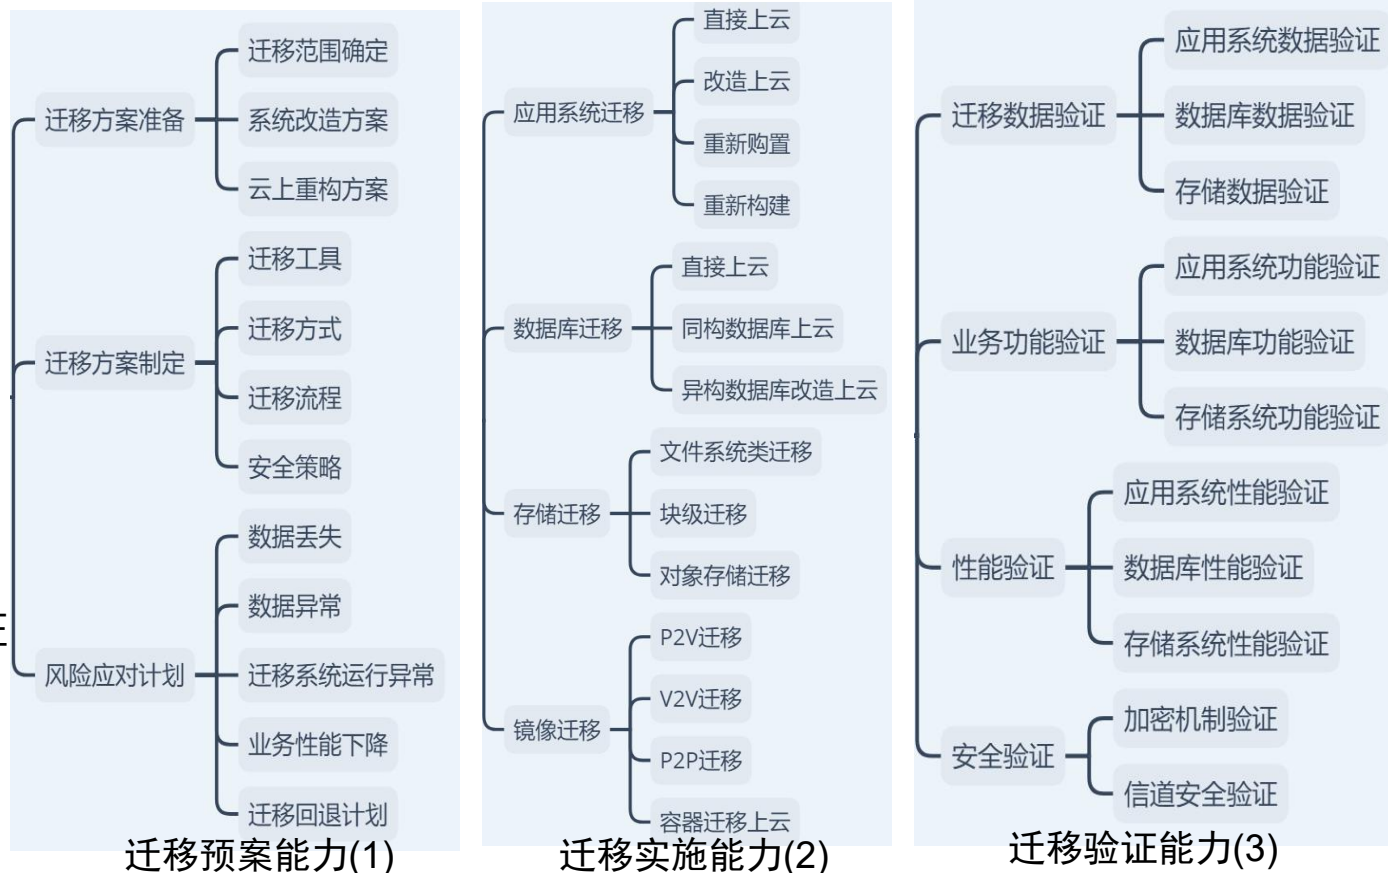 迁移方案准备
迁移范围确定
系统改造方案
云上重构方案
迁移方案制定
迁移工具
迁移方式
迁移流程
安全策略
风险应对计划
数据丢失
数据异常
迁移系统运行异常
业务性能下降
迁移回退计划
迁移预案能力(1)
应用系统迁移
直接上云
改造上云
重新购置
重新构建
数据库迁移
直接上云
同构数据库上云
异构数据库改造上云
存储迁移
文件系统类迁移
块级迁移
对象存储迁移
镜像迁移
P2V迁移
V2V迁移
P2P迁移
容器迁移上云
迁移实施能力(2)
迁移数据验证
应用系统数据验证
数据库数据验证
存储数据验证
业务功能验证
应用系统功能验证
数据库功能验证
存储系统功能验证
性能验证
应用系统性能验证
数据库性能验证
存储系统性能验证
安全验证
加密机制验证
信道安全验证
迁移验证能力(3)